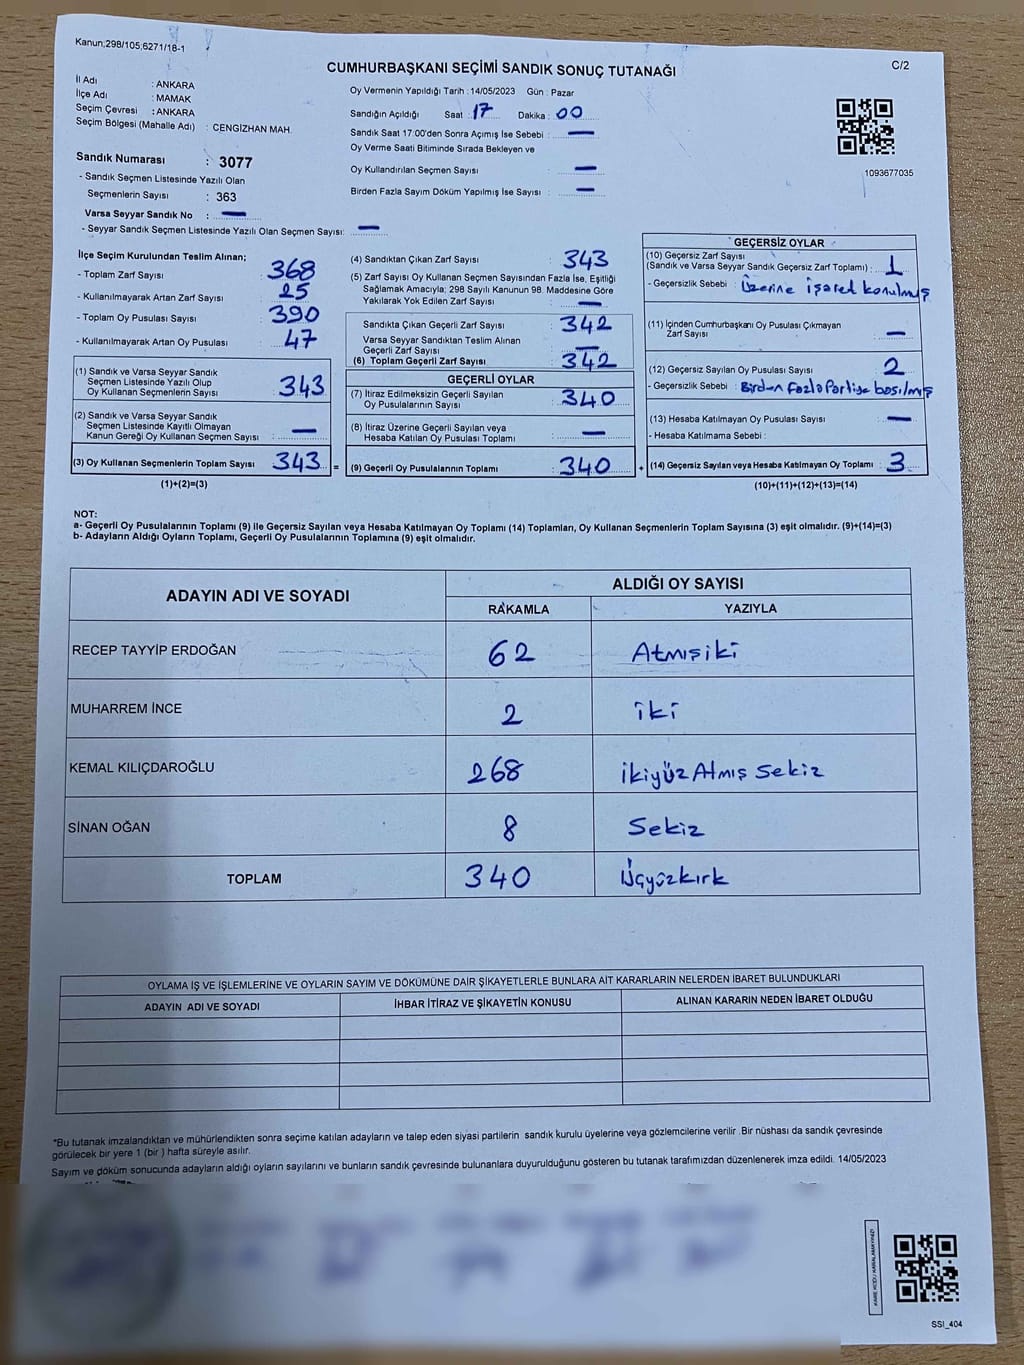 Kanun;298/105,6271/18-1
CUMHURBAŞKANI SEÇİMİ SANDIK SONUÇ TUTANAĞI
C/2
İl Adı : ANKARA
İlçe Adı : MAMAK
Seçim Çevresi : ANKARA
Seçim Bölgesi (Mahalle Adı) : CENGİZHAN MAH.
Sandık Numarası : 3077
- Sandık Seçmen Listesinde Yazılı Olan
Seçmenlerin Sayısı : 363
Varsa Seyyar Sandık No : —
- Seyyar Sandık Seçmen Listesinde Yazılı Olan Seçmen Sayısı: —
Oy Vermenin Yapıldığı Tarih : 14/05/2023 Gün : Pazar
Sandığın Açıldığı Saat : 17 Dakika : 00
Sandık Saat 17:00'den Sonra Açımış İse Sebebi : —
Oy Verme Saati Bitiminde Sırada Bekleyen ve
Oy Kullandırılan Seçmen Sayısı : —
Birden Fazla Sayım Döküm Yapılmış İse Sayısı : —
1093677035
İlçe Seçim Kurulundan Teslim Alınan;
- Toplam Zarf Sayısı : 368
- Kullanılmayarak Artan Zarf Sayısı : 25
- Toplam Oy Pusulası Sayısı : 390
- Kullanılmayarak Artan Oy Pusulası : 47
(1) Sandık ve Varsa Seyyar Sandık
Seçmen Listesinde Yazılı Olup
Oy Kullanan Seçmenlerin Sayısı : 343
(2) Sandık ve Varsa Seyyar Sandık
Seçmen Listesinde Kayıtlı Olmayan
Kanun Gereği Oy Kullanan Seçmen Sayısı : —
(3) Oy Kullanan Seçmenlerin Toplam Sayısı : 343 =
(1)+(2)=(3)
(4) Sandıktan Çıkan Zarf Sayısı : 343
(5) Zarf Sayısı Oy Kullanan Seçmen Sayısından Fazla İse, Eşitliği
Sağlamak Amacıyla; 298 Sayılı Kanunun 98. Maddesine Göre
Yakılarak Yok Edilen Zarf Sayısı : —
Sandıkta Çıkan Geçerli Zarf Sayısı : 342
Varsa Seyyar Sandıktan Teslim Alınan
Geçerli Zarf Sayısı : —
(6) Toplam Geçerli Zarf Sayısı : 342
GEÇERLİ OYLAR
(7) İtiraz Edilmeksizin Geçerli Sayılan
Oy Pusulalarının Sayısı : 340
(8) İtiraz Üzerine Geçerli Sayılan veya
Hesaba Katılan Oy Pusulası Toplamı : —
(9) Geçerli Oy Pusulalarının Toplamı : 340 +
GEÇERSİZ OYLAR
(10) Geçersiz Zarf Sayısı
(Sandık ve Varsa Seyyar Sandık Geçersiz Zarf Toplamı) : 1
- Geçersizlik Sebebi : Üzerine işaret konulmuş
(11) İçinden Cumhurbaşkanı Oy Pusulası Çıkmayan
Zarf Sayısı : —
(12) Geçersiz Sayılan Oy Pusulası Sayısı : 2
- Geçersizlik Sebebi : Birden fazla Partiye basılmış
(13) Hesaba Katılmayan Oy Pusulası Sayısı : —
- Hesaba Katılmama Sebebi :
(14) Geçersiz Sayılan veya Hesaba Katılmayan Oy Toplamı : 3
(10)+(11)+(12)+(13)=(14)
NOT:
a- Geçerli Oy Pusulalarının Toplamı (9) ile Geçersiz Sayılan veya Hesaba Katılmayan Oy Toplamı (14) Toplamları, Oy Kullanan Seçmenlerin Toplam Sayısına (3) eşit olmalıdır. (9)+(14)=(3)
b- Adayların Aldığı Oyların Toplamı, Geçerli Oy Pusulalarının Toplamına (9) eşit olmalıdır.
ADAYIN ADI VE SOYADI ALDIĞI OY SAYISI
RAKAMLA YAZIYLA
RECEP TAYYİP ERDOĞAN 62 Atmışiki
MUHARREM İNCE 2 iki
KEMAL KILIÇDAROĞLU 268 ikiyüz Atmış Sekiz
SİNAN OĞAN 8 Sekiz
TOPLAM 340 Üçyüzkırk
OYLAMA İŞ VE İŞLEMLERİNE VE OYLARIN SAYIM VE DÖKÜMÜNE DAİR ŞİKAYETLERLE BUNLARA AİT KARARLARIN NELERDEN İBARET BULUNDUKLARI
ADAYIN ADI VE SOYADI İHBAR İTİRAZ VE ŞİKAYETİN KONUSU ALINAN KARARIN NEDEN İBARET OLDUĞU
*Bu tutanak imzalandıktan ve mühürlendikten sonra seçime katılan adayların ve talep eden siyasi partilerin sandık kurulu üyelerine veya gözlemcilerine verilir. Bir nüshası da sandık çevresinde
görülecek bir yere 1 (bir ) hafta süreyle asılır.
Sayım ve döküm sonucunda adayların aldığı oyların sayılarını ve bunların sandık çevresinde bulunanlara duyurulduğunu gösteren bu tutanak tarafımızdan düzenlenerek imza edildi. 14/05/2023
KARE KODU KARALAMAYINIZ!
SSI_404